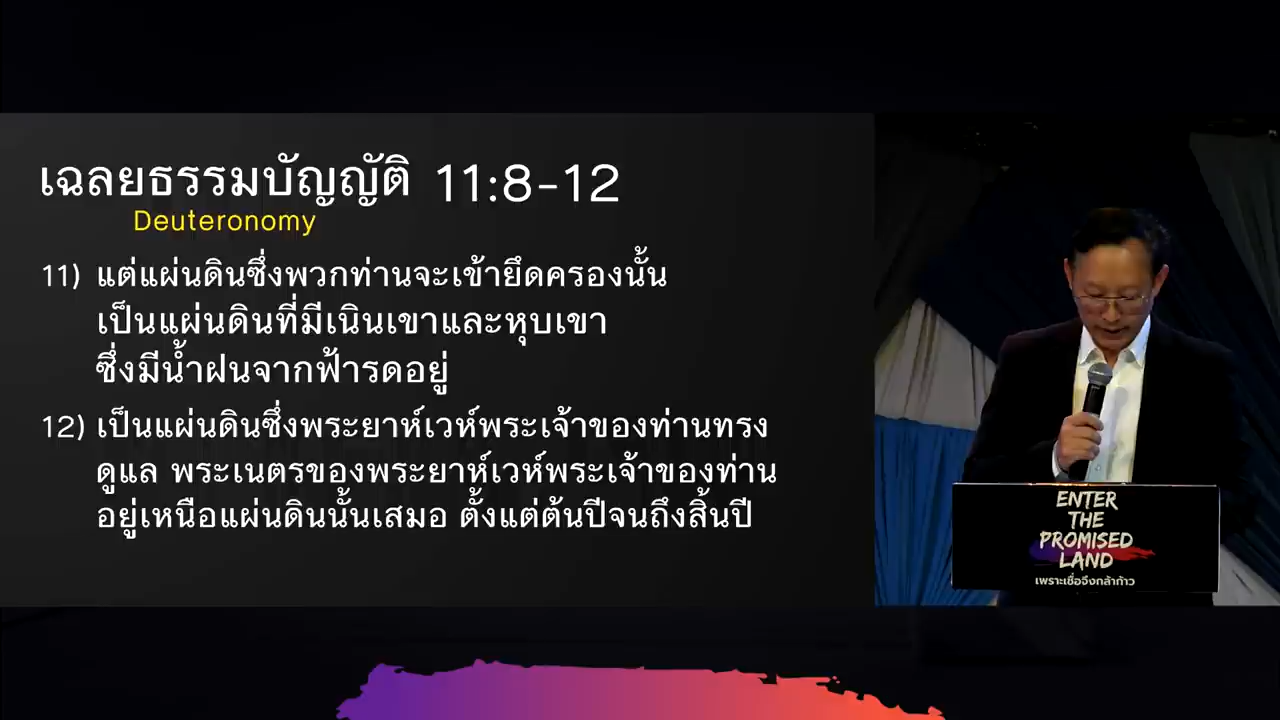 เฉลยธรรมบัญญัติ 11:8-12
Deuteronomy
11) แต่แผ่นดินซึ่งพวกท่านจะเข้ายึดครองนั้น
เป็นแผ่นดินที่มีเนินเขาและหุบเขา
ซึ่งมีน้ำฝนจากฟ้ารดอยู่
12) เป็นแผ่นดินซึ่งพระยาห์เวห์พระเจ้าของท่านทรง
ดูแล พระเนตรของพระยาห์เวห์พระเจ้าของท่าน
อยู่เหนือแผ่นดินนั้นเสมอ ตั้งแต่ต้นปีจนถึงสิ้นปี
ENTER
THE
PROMISED
LAND
เพราะเชื่อจึงกล้าก้าว